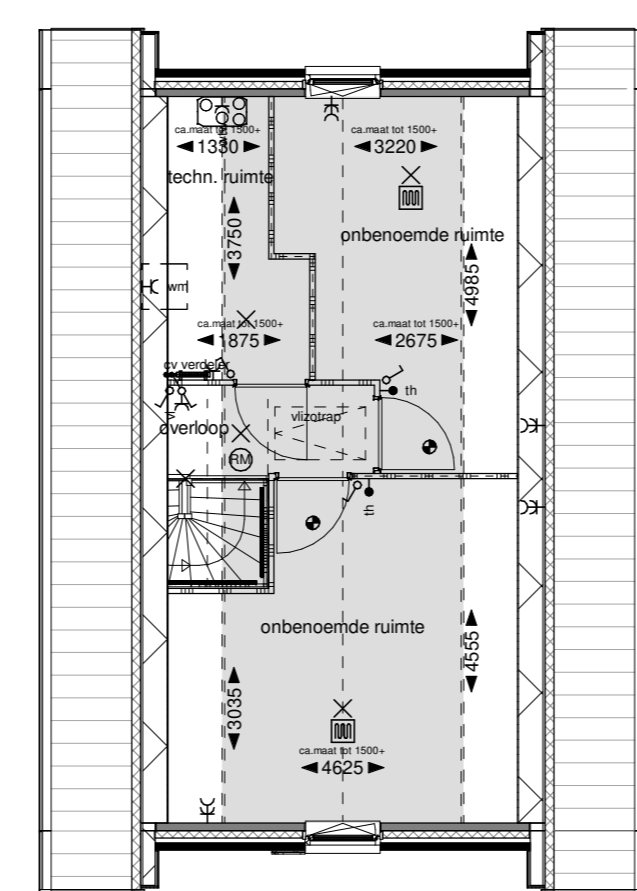 ca.maat tot 1500+
1330
ca.maat tot 1500+
3220
techn. ruimte
3750
onbenoemde ruimte
4985
wm
ca.maat tot 1500+
1875
ca.maat tot 1500+
2675
cv verdeler
th
vlizotrap
overloop
RM
th
onbenoemde ruimte
4555
3035
ca.maat tot 1500+
4625